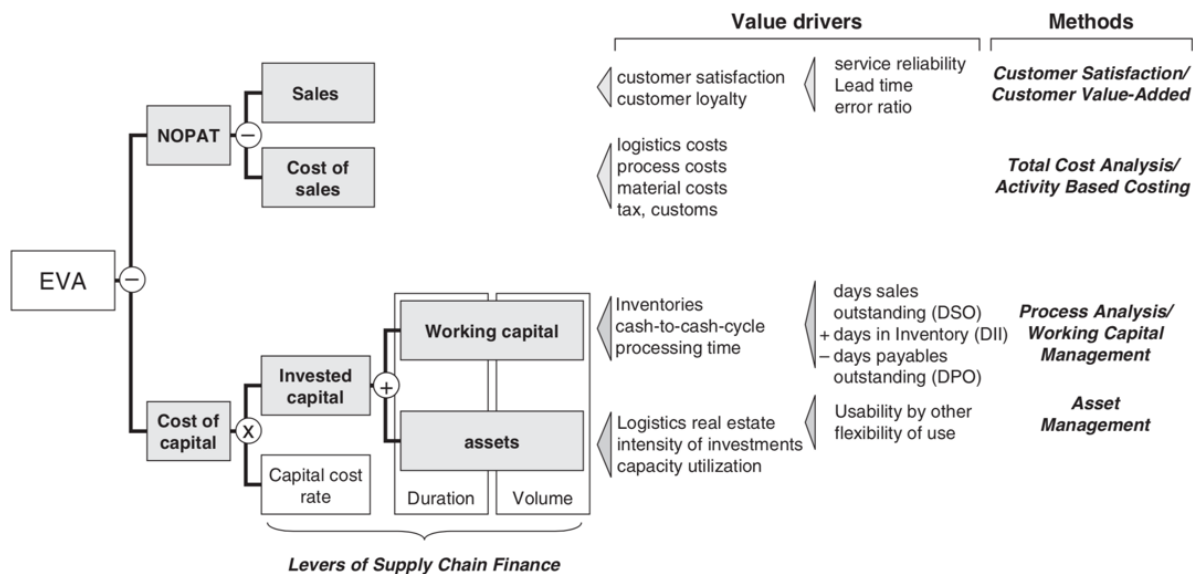 Value drivers
Methods
Sales
customer satisfaction
customer loyalty
service reliability
Lead time
error ratio
Customer Satisfaction/
Customer Value-Added
NOPAT
−
Cost of
sales
logistics costs
process costs
material costs
tax, customs
Total Cost Analysis/
Activity Based Costing
EVA
−
Working capital
Inventories
cash-to-cash-cycle
processing time
days sales
outstanding (DSO)
+ days in Inventory (DII)
− days payables
outstanding (DPO)
Process Analysis/
Working Capital
Management
Invested
capital
+
Cost of
capital
x
assets
Logistics real estate
intensity of investments
capacity utilization
Usability by other
flexibility of use
Asset
Management
Capital cost
rate
Duration
Volume
Levers of Supply Chain Finance